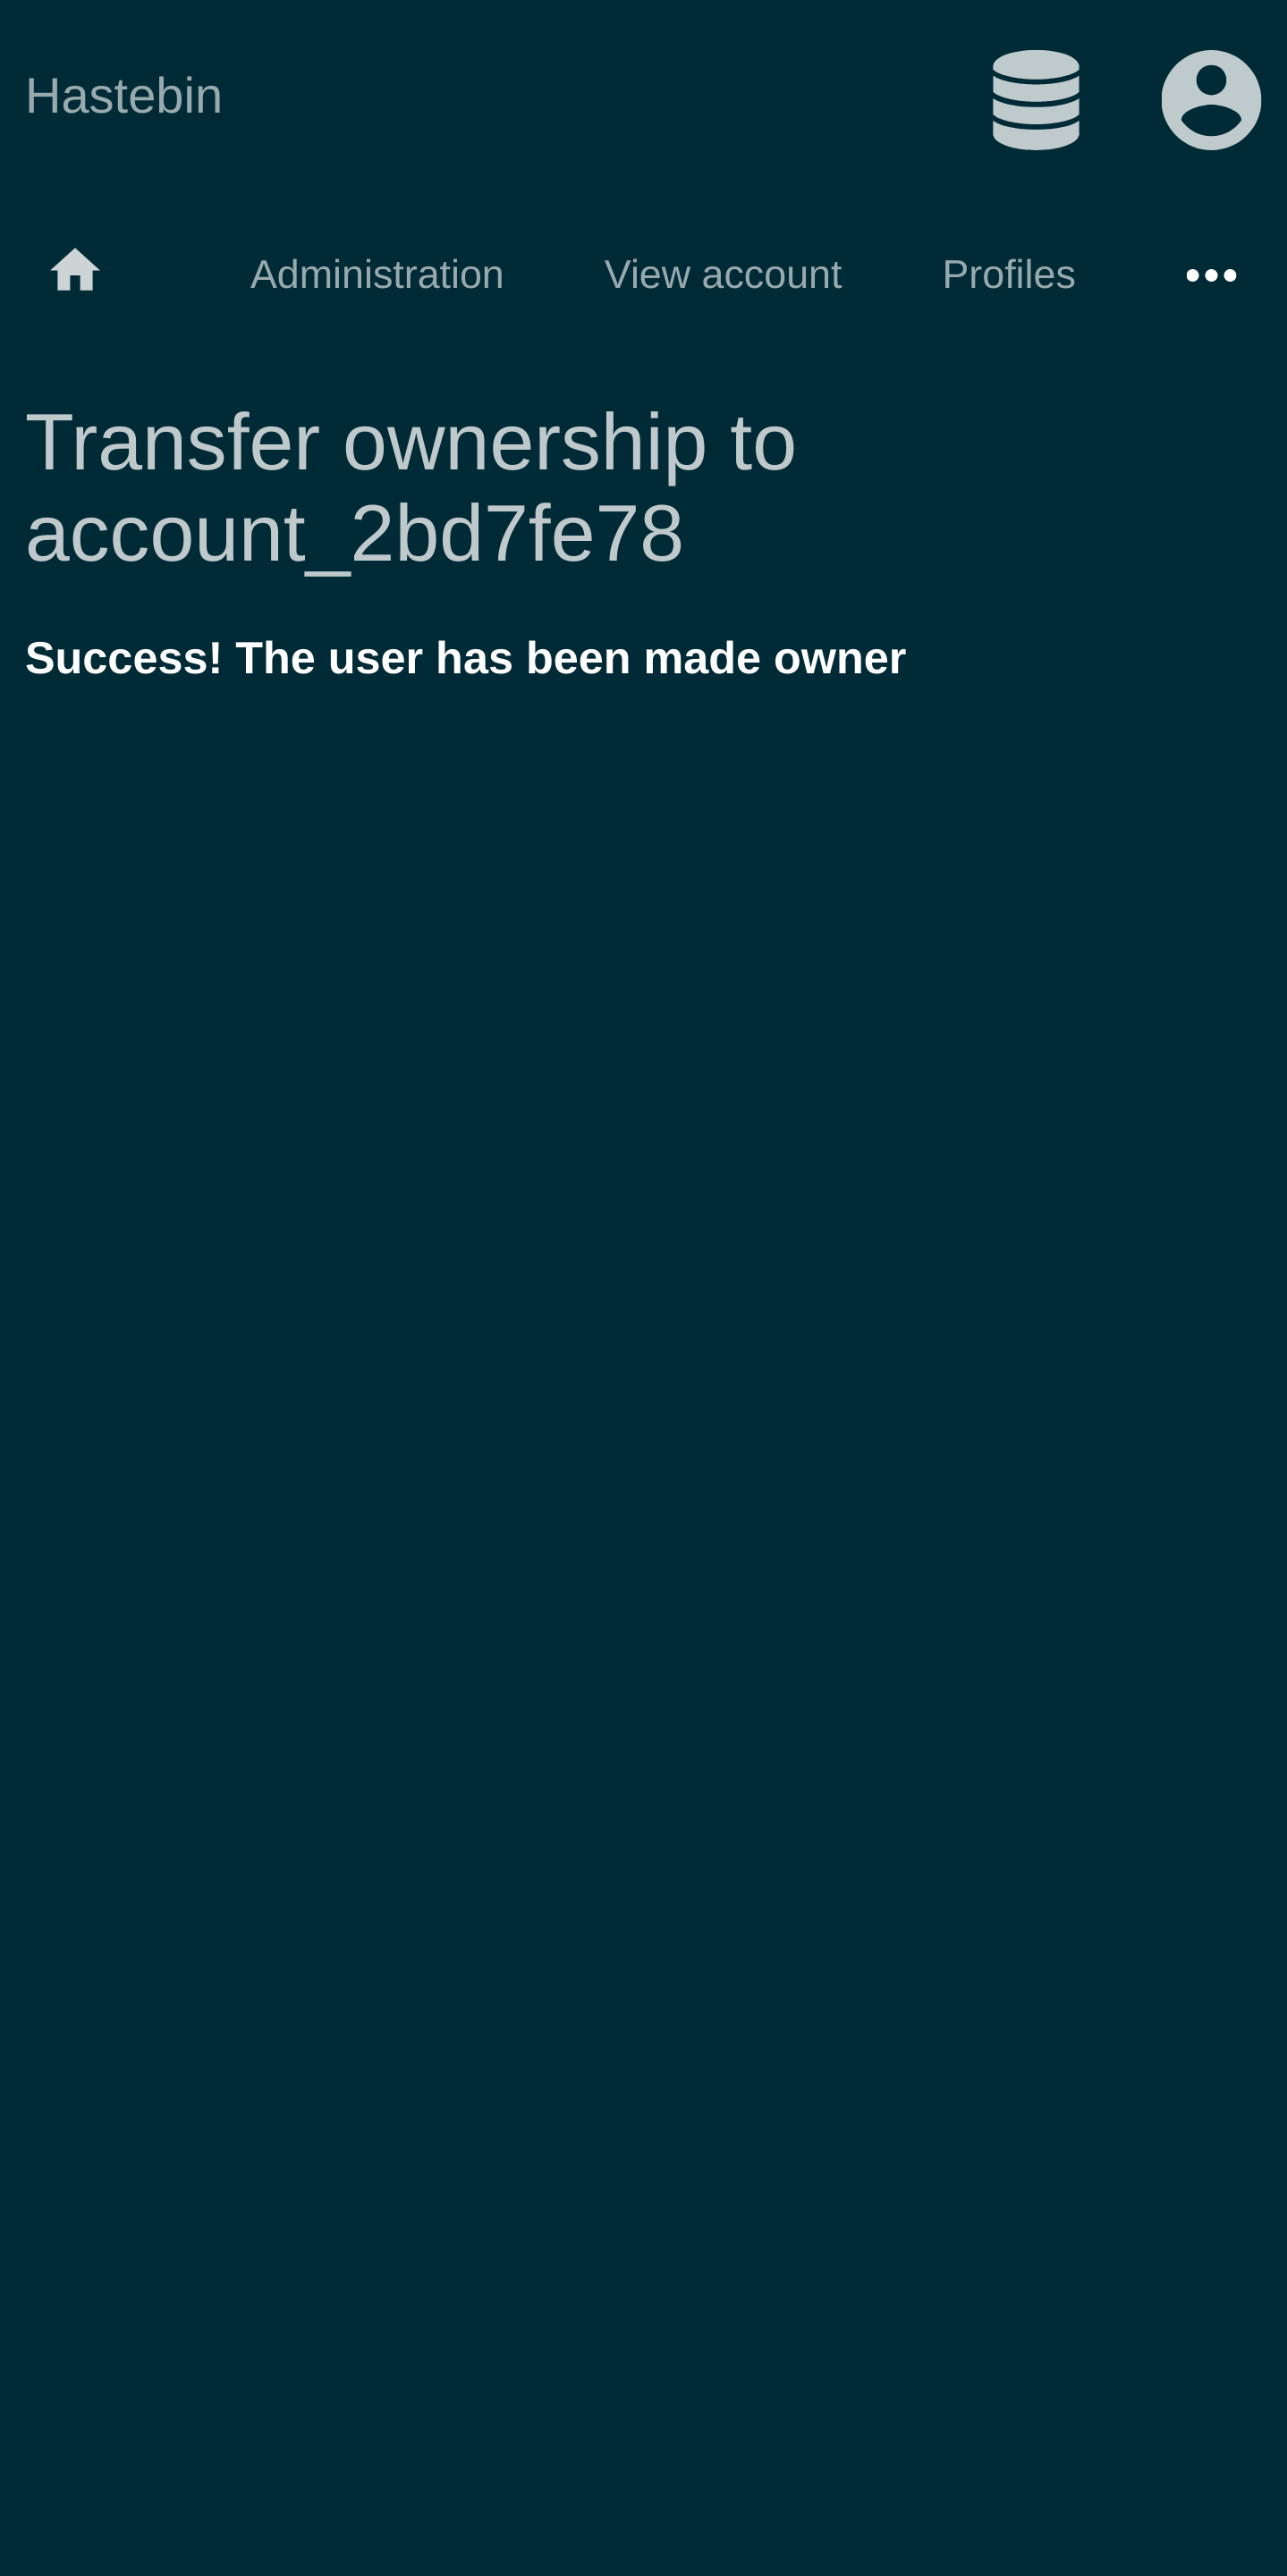 Hastebin
Administration View account Profiles
Transfer ownership to
account_2bd7fe78
Success! The user has been made owner